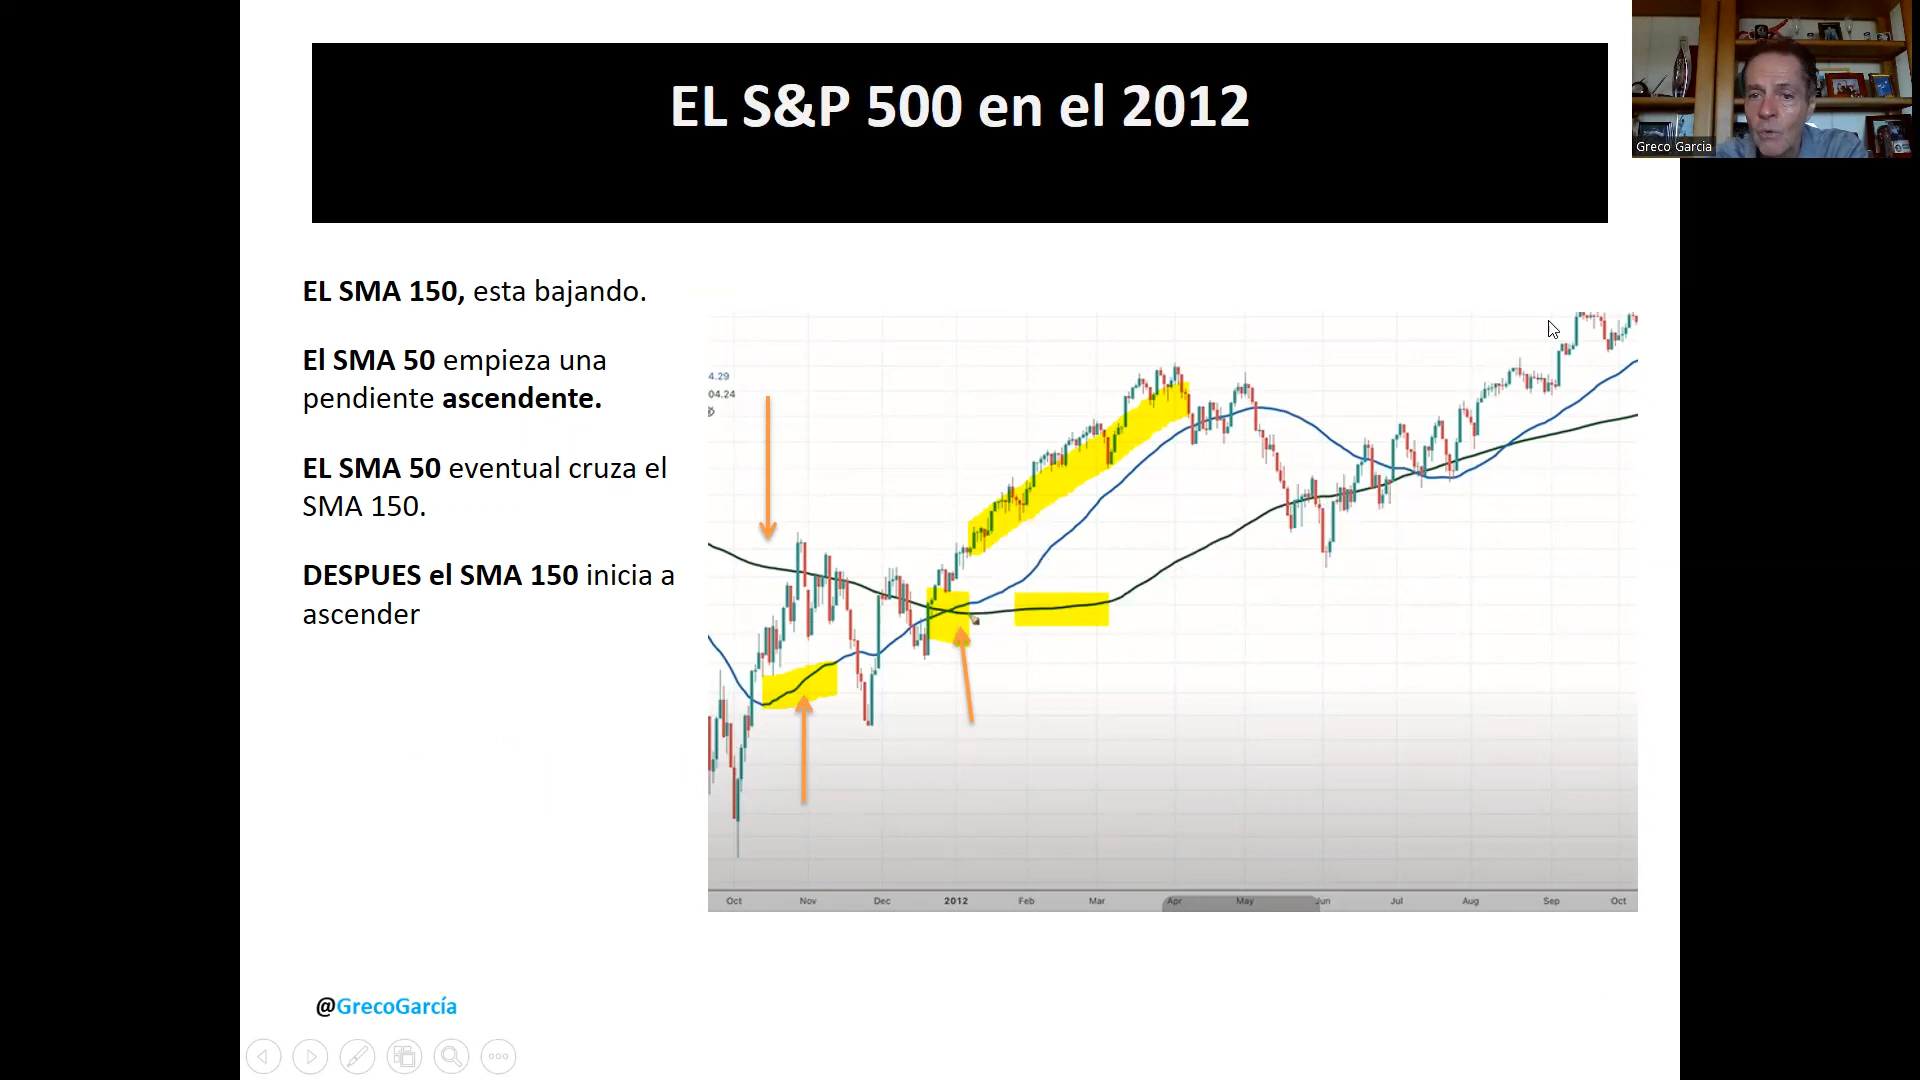 EL S&P 500 en el 2012
Greco Garcia
EL SMA 150, esta bajando.
El SMA 50 empieza una
pendiente ascendente.
EL SMA 50 eventual cruza el
SMA 150.
DESPUES el SMA 150 inicia a
ascender
4.29
04.24
Oct Nov Dec 2012 Feb Mar Apr May Jun Jul Aug Sep Oct
@GrecoGarcía